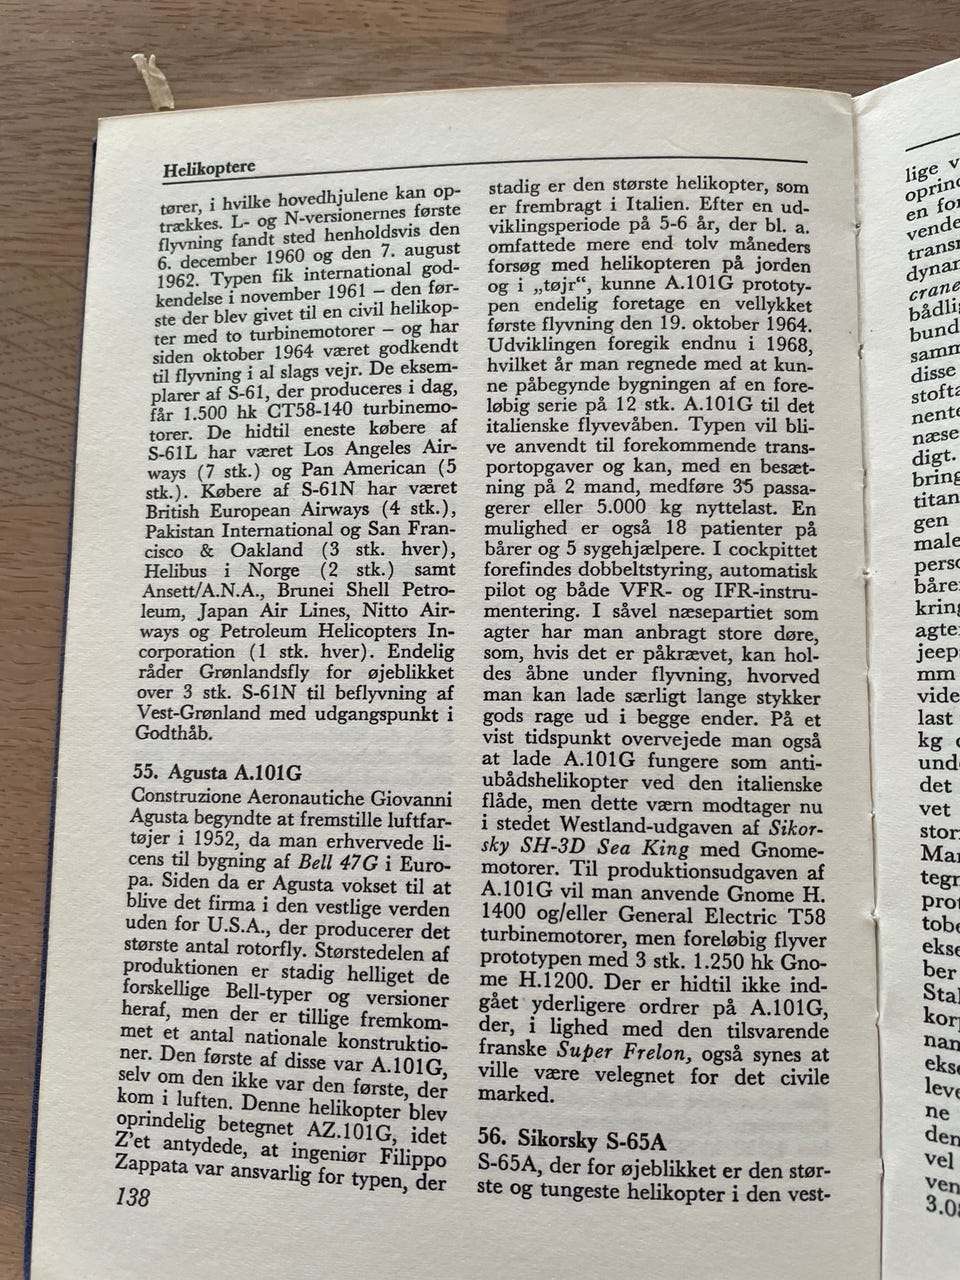 Helikoptere
tører, i hvilke hovedhjulene kan op-
trækkes. L- og N-versionernes første
flyvning fandt sted henholdsvis den
6. december 1960 og den 7. august
1962. Typen fik international god-
kendelse i november 1961 – den før-
ste der blev givet til en civil helikop-
ter med to turbinemotorer – og har
siden oktober 1964 været godkendt
til flyvning i al slags vejr. De eksem-
plarer af S-61, der produceres i dag,
får 1.500 hk CT58-140 turbinemo-
torer. De hidtil eneste købere af
S-61L har været Los Angeles Air-
ways (7 stk.) og Pan American (5
stk.). Købere af S-61N har været
British European Airways (4 stk.),
Pakistan International og San Fran-
cisco & Oakland (3 stk. hver),
Helibus i Norge (2 stk.) samt
Ansett/A.N.A., Brunei Shell Petro-
leum, Japan Air Lines, Nitto Air-
ways og Petroleum Helicopters In-
corporation (1 stk. hver). Endelig
råder Grønlandsfly for øjeblikket
over 3 stk. S-61N til beflyvning af
Vest-Grønland med udgangspunkt i
Godthåb.
55. Agusta A.101G
Construzione Aeronautiche Giovanni
Agusta begyndte at fremstille luftfar-
tøjer i 1952, da man erhvervede li-
cens til bygning af Bell 47G i Euro-
pa. Siden da er Agusta vokset til at
blive det firma i den vestlige verden
uden for U.S.A., der producerer det
største antal rotorfly. Størstedelen af
produktionen er stadig helliget de
forskellige Bell-typer og versioner
heraf, men der er tillige fremkom-
met et antal nationale konstruktio-
ner. Den første af disse var A.101G,
selv om den ikke var den første, der
kom i luften. Denne helikopter blev
oprindelig betegnet AZ.101G, idet
Z'et antydede, at ingeniør Filippo
Zappata var ansvarlig for typen, der
138
stadig er den største helikopter, som
er frembragt i Italien. Efter en ud-
viklingsperiode på 5-6 år, der bl. a.
omfattede mere end tolv måneders
forsøg med helikopteren på jorden
og i „tøjr“, kunne A.101G prototy-
pen endelig foretage en vellykket
første flyvning den 19. oktober 1964.
Udviklingen foregik endnu i 1968,
hvilket år man regnede med at kun-
ne påbegynde bygningen af en fore-
løbig serie på 12 stk. A.101G til det
italienske flyvevåben. Typen vil bli-
ve anvendt til forekommende trans-
portopgaver og kan, med en besæt-
ning på 2 mand, medføre 35 passa-
gerer eller 5.000 kg nyttelast. En
mulighed er også 18 patienter på
bårer og 5 sygehjælpere. I cockpittet
forefindes dobbeltstyring, automatisk
pilot og både VFR- og IFR-instru-
mentering. I såvel næsepartiet som
agter har man anbragt store døre,
som, hvis det er påkrævet, kan hol-
des åbne under flyvning, hvorved
man kan lade særligt lange stykker
gods rage ud i begge ender. På et
vist tidspunkt overvejede man også
at lade A.101G fungere som anti-
ubådshelikopter ved den italienske
flåde, men dette værn modtager nu
i stedet Westland-udgaven af Sikor-
sky SH-3D Sea King med Gnome-
motorer. Til produktionsudgaven af
A.101G vil man anvende Gnome H.
1400 og/eller General Electric T58
turbinemotorer, men foreløbig flyver
prototypen med 3 stk. 1.250 hk Gno-
me H.1200. Der er hidtil ikke ind-
gået yderligere ordrer på A.101G,
der, i lighed med den tilsvarende
franske Super Frelon, også synes at
ville være velegnet for det civile
marked.
56. Sikorsky S-65A
S-65A, der for øjeblikket er den stør-
ste og tungeste helikopter i den vest-